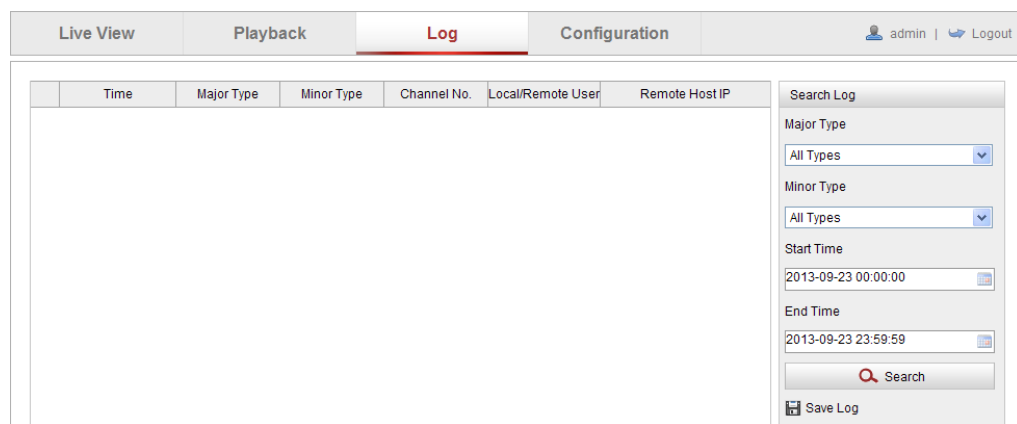 Live View Playback Log Configuration admin | Logout
Time Major Type Minor Type Channel No. Local/Remote User Remote Host IP
Search Log
Major Type
All Types
Minor Type
All Types
Start Time
2013-09-23 00:00:00
End Time
2013-09-23 23:59:59
Search
Save Log